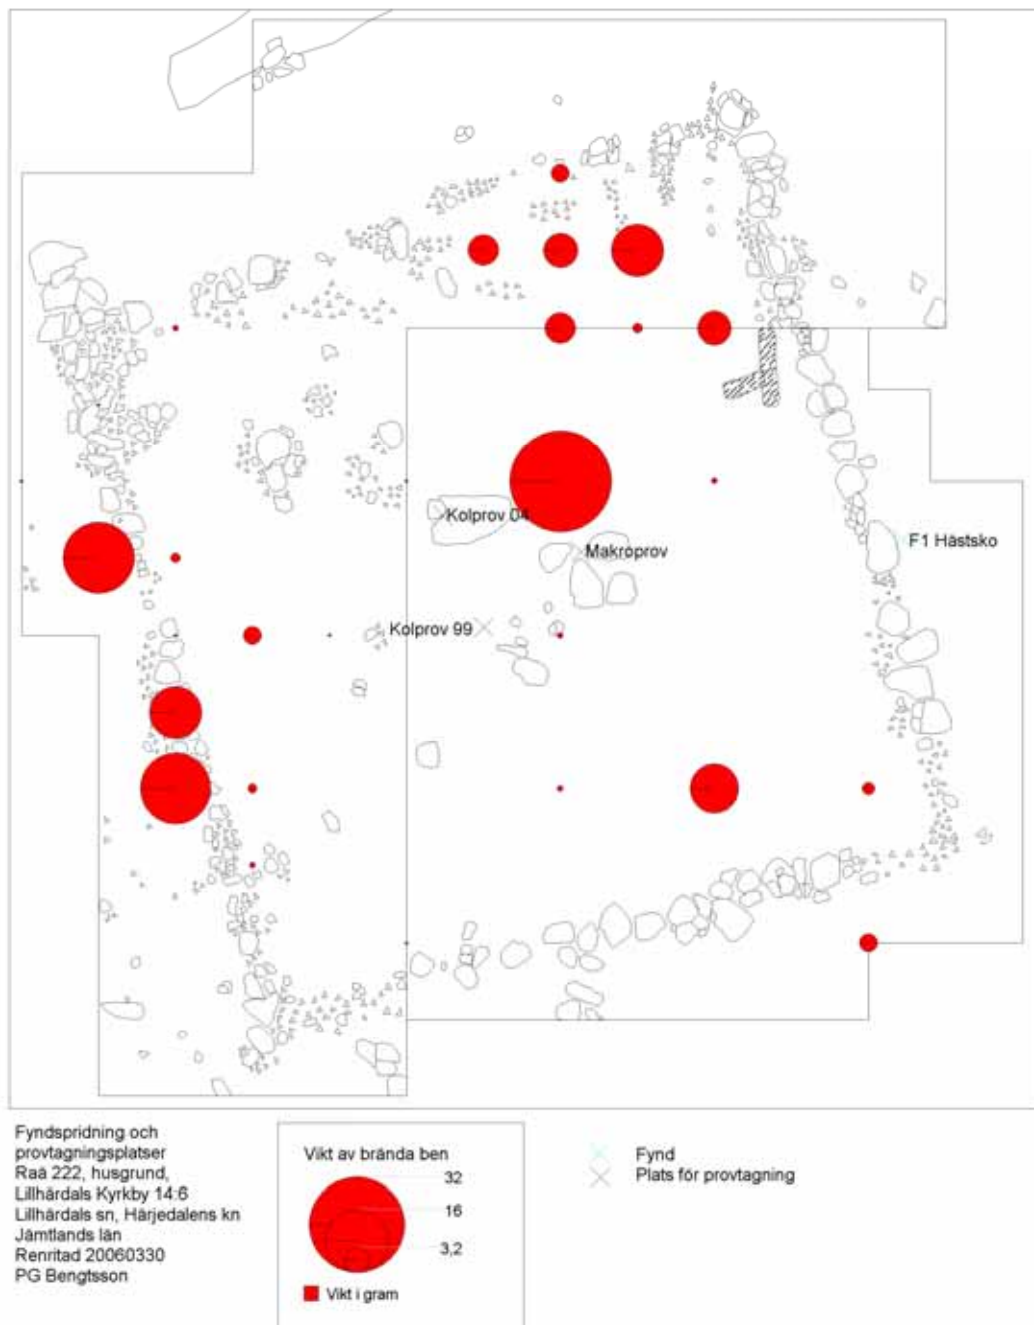 Kolprov 04
Makroprov
F1 Hästsko
Kolprov 99
Fyndspridning och
provtagningsplatser
Raä 222, husgrund,
Lillhärdals Kyrkby 14:6
Lillhärdals sn, Härjedalens kn
Jämtlands län
Renritad 20060330
PG Bengtsson
Vikt av brända ben
32
16
3,2
Vikt i gram
Fynd
Plats för provtagning